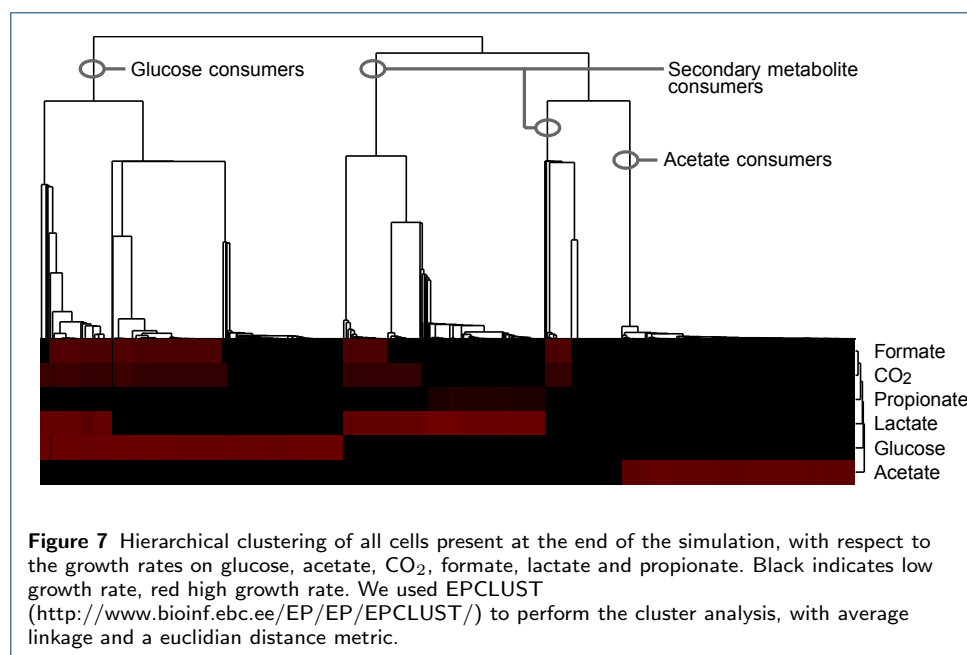 Glucose consumers
Secondary metabolite
consumers
Acetate consumers
Formate
CO₂
Propionate
Lactate
Glucose
Acetate
Figure 7 Hierarchical clustering of all cells present at the end of the simulation, with respect to
the growth rates on glucose, acetate, CO₂, formate, lactate and propionate. Black indicates low
growth rate, red high growth rate. We used EPCLUST
(http://www.bioinf.ebc.ee/EP/EP/EPCLUST/) to perform the cluster analysis, with average
linkage and a euclidian distance metric.